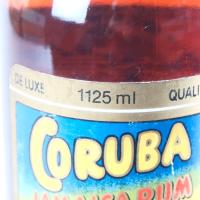 DE LUXE 1125 ml QUALI
CORUBA
JAMAICA RUM